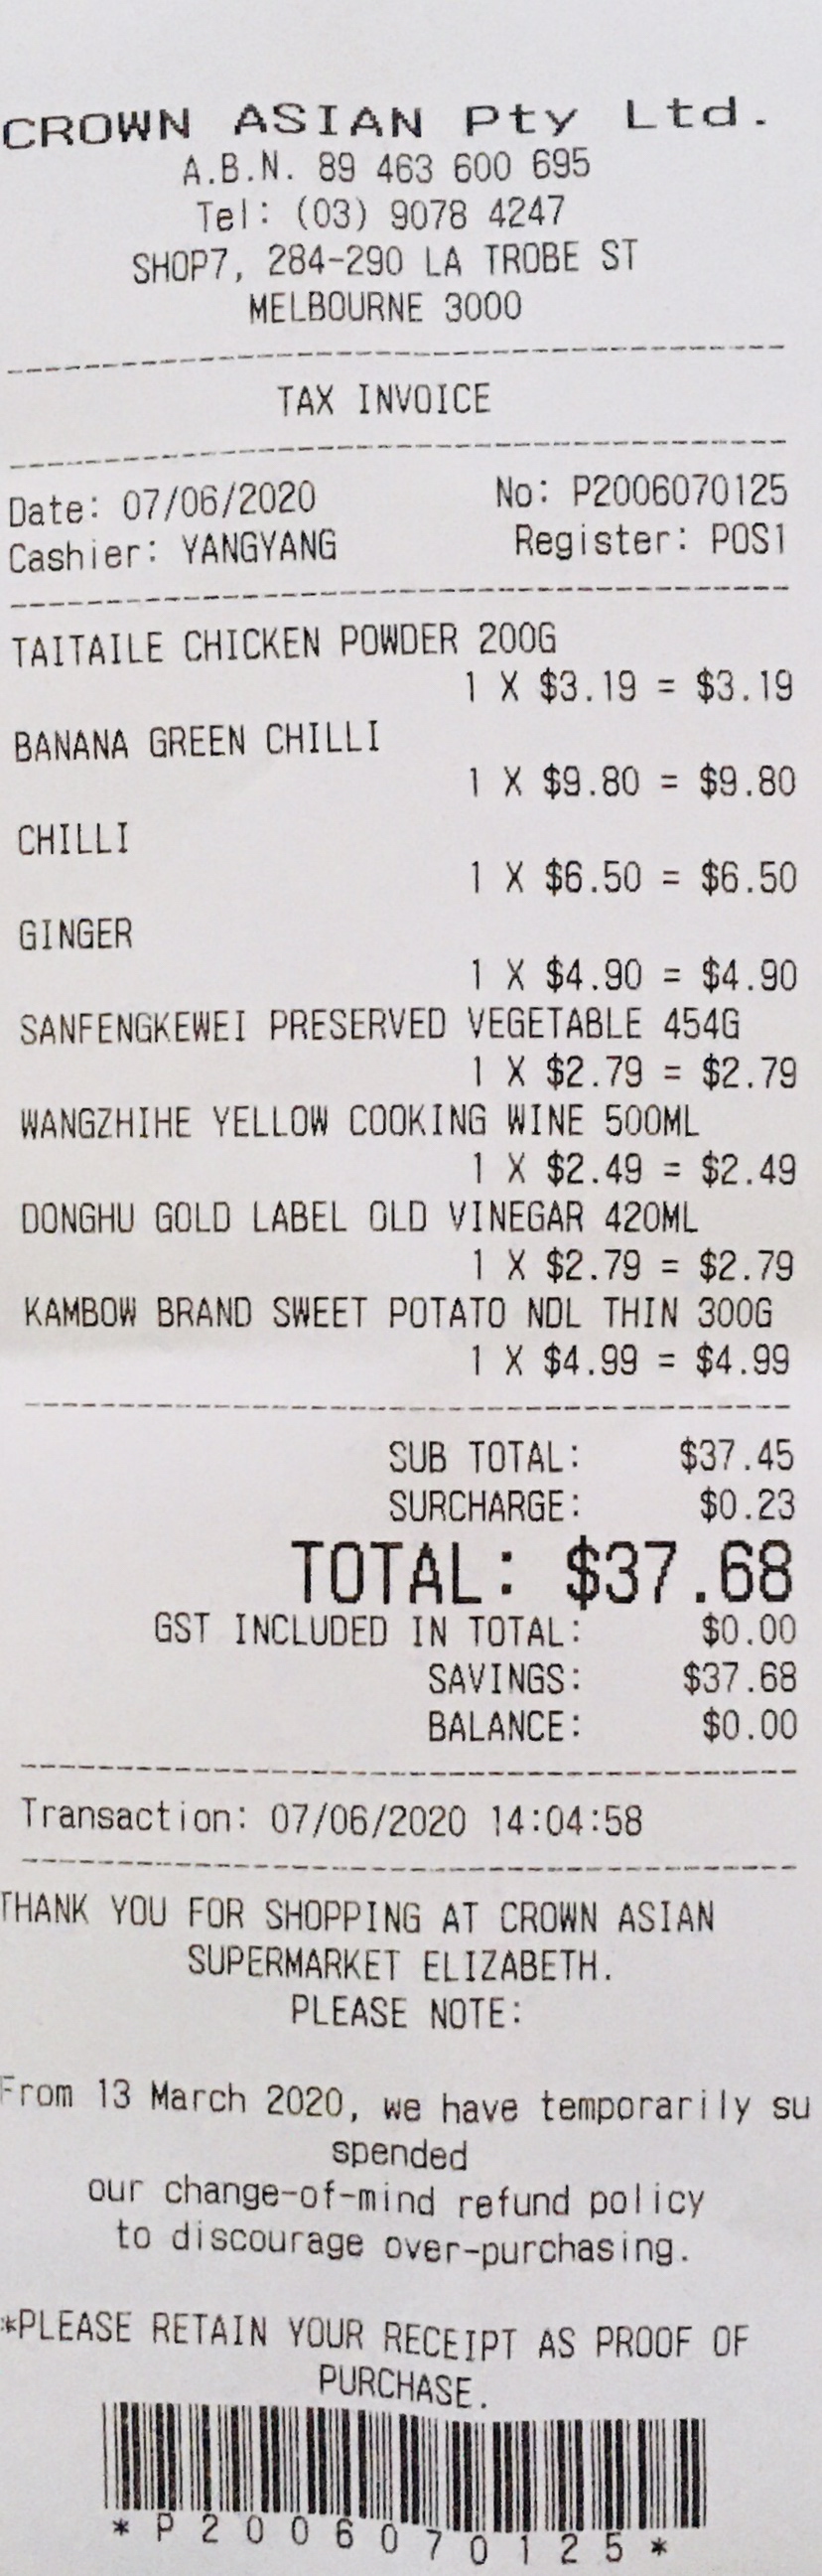 CROWN ASIAN Pty Ltd.
A.B.N. 89 463 600 695
Tel: (03) 9078 4247
SHOP7, 284-290 LA TROBE ST
MELBOURNE 3000
TAX INVOICE
Date: 07/06/2020 No: P2006070125
Cashier: YANGYANG Register: POS1
TAITAILE CHICKEN POWDER 200G
1 X $3.19 = $3.19
BANANA GREEN CHILLI
1 X $9.80 = $9.80
CHILLI
1 X $6.50 = $6.50
GINGER
1 X $4.90 = $4.90
SANFENGKEWEI PRESERVED VEGETABLE 454G
1 X $2.79 = $2.79
WANGZHIHE YELLOW COOKING WINE 500ML
1 X $2.49 = $2.49
DONGHU GOLD LABEL OLD VINEGAR 420ML
1 X $2.79 = $2.79
KAMBOW BRAND SWEET POTATO NDL THIN 300G
1 X $4.99 = $4.99
SUB TOTAL: $37.45
SURCHARGE: $0.23
TOTAL: $37.68
GST INCLUDED IN TOTAL: $0.00
SAVINGS: $37.68
BALANCE: $0.00
Transaction: 07/06/2020 14:04:58
THANK YOU FOR SHOPPING AT CROWN ASIAN
SUPERMARKET ELIZABETH.
PLEASE NOTE:
From 13 March 2020, we have temporarily su
spended
our change-of-mind refund policy
to discourage over-purchasing.
*PLEASE RETAIN YOUR RECEIPT AS PROOF OF
PURCHASE.
*P2006070125*